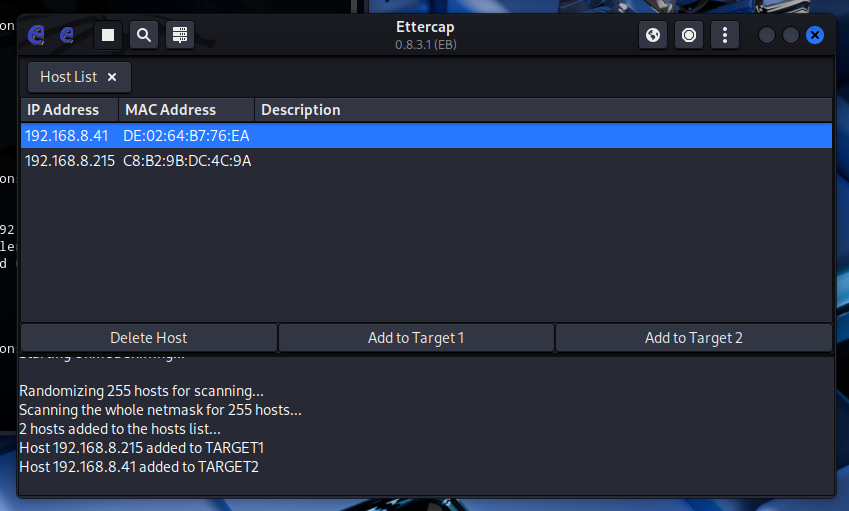 Ettercap
0.8.3.1 (EB)
Host List
IP Address MAC Address Description
192.168.8.41 DE:02:64:B7:76:EA
192.168.8.215 C8:B2:9B:DC:4C:9A
Delete Host Add to Target 1 Add to Target 2
Randomizing 255 hosts for scanning...
Scanning the whole netmask for 255 hosts...
2 hosts added to the hosts list...
Host 192.168.8.215 added to TARGET1
Host 192.168.8.41 added to TARGET2